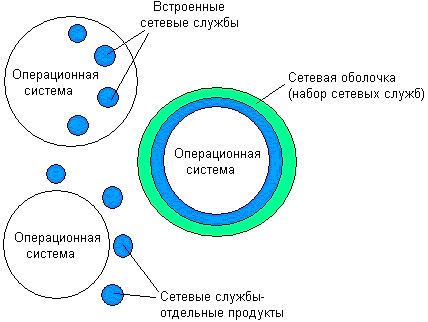 Встроенные
сетевые службы
Операционная
система
Сетевая оболочка
(набор сетевых служб)
Операционная
система
Операционная
система
Сетевые службы-
отдельные продукты